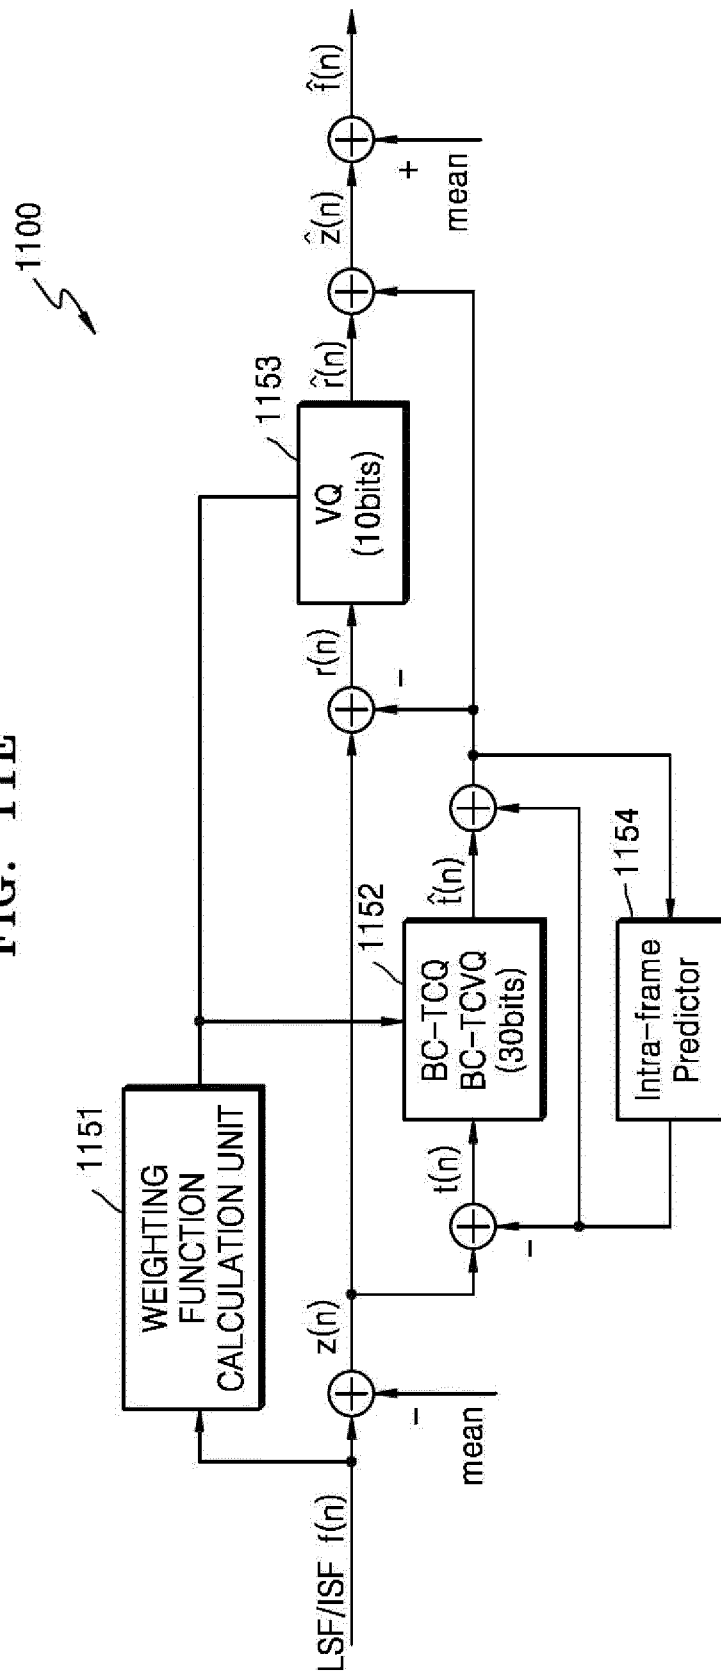 FIG. 11E
1100
LSF/ISF f(n)
mean
−
z(n)
1151
WEIGHTING
FUNCTION
CALCULATION UNIT
−
t(n)
1152
BC-TCQ
BC-TCVQ
(30bits)
t̂(n)
1154
Intra-frame
Predictor
−
r(n)
1153
VQ
(10bits)
r̂(n)
ẑ(n)
+
mean
f̂(n)